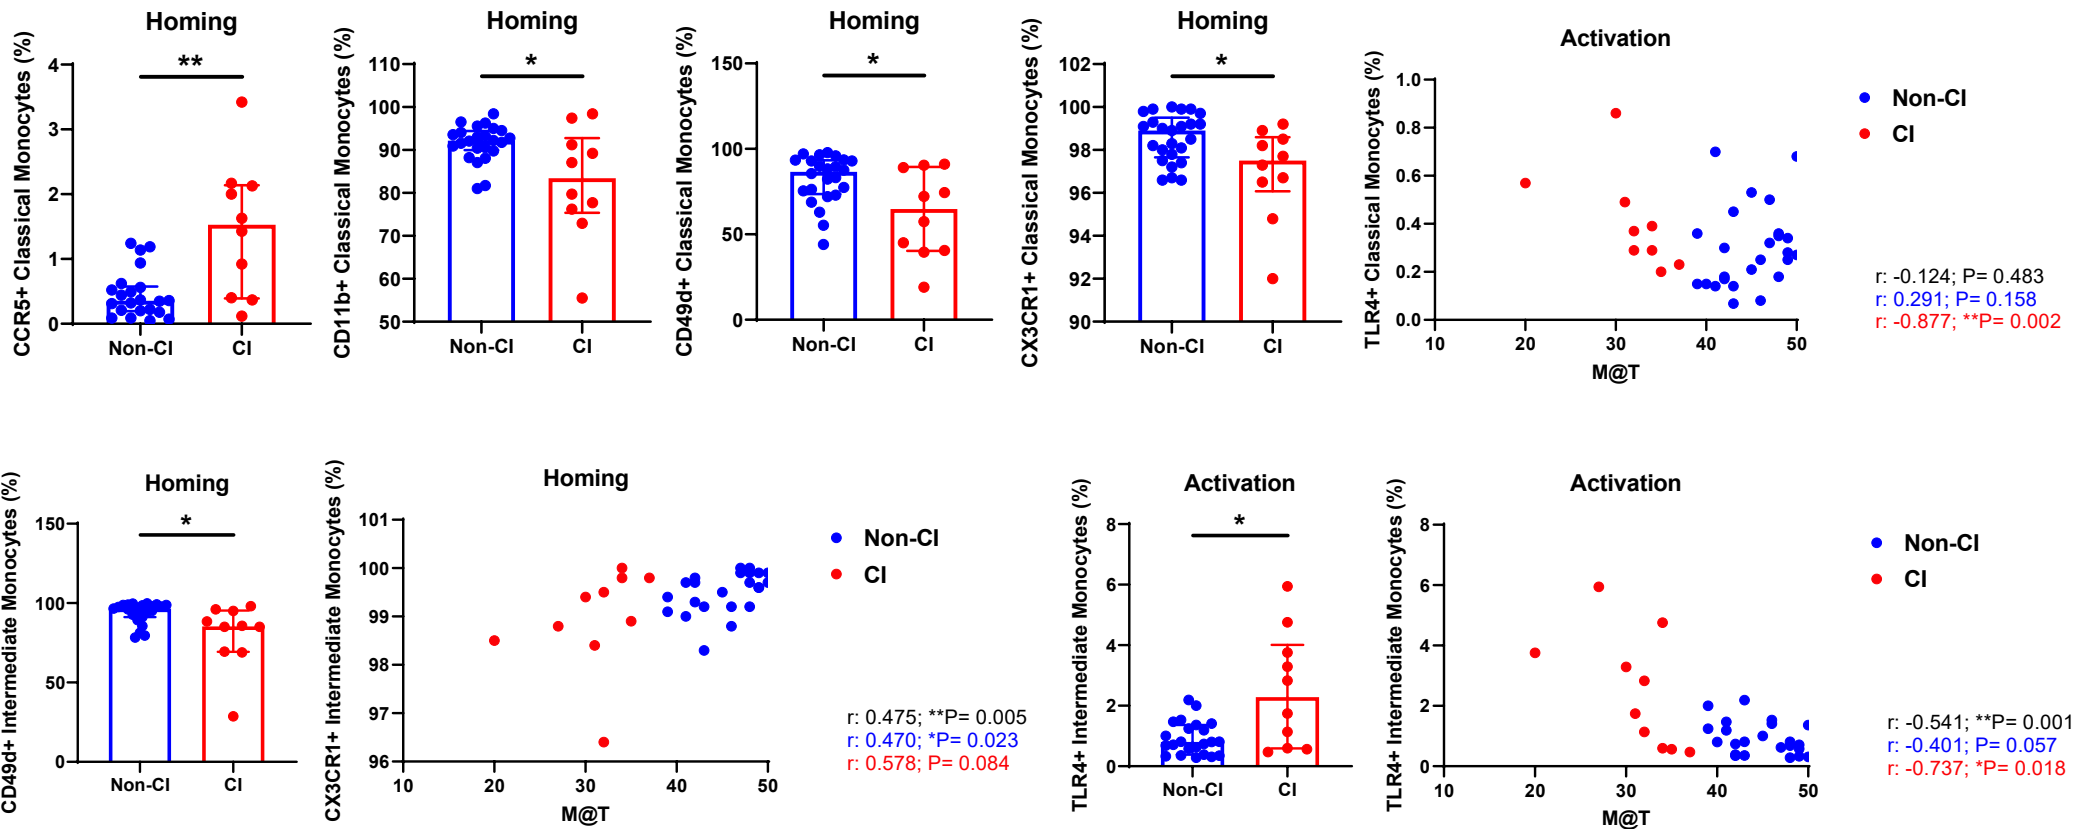 Homing
**
CCR5+ Classical Monocytes (%)
4
3
2
1
0
Non-CI
CI
Homing
*
CD11b+ Classical Monocytes (%)
110
100
90
80
70
60
50
Non-CI
CI
Homing
*
CD49d+ Classical Monocytes (%)
150
100
50
0
Non-CI
CI
Homing
*
CX3CR1+ Classical Monocytes (%)
102
100
98
96
94
92
90
Non-CI
CI
Activation
TLR4+ Classical Monocytes (%)
1.0
0.8
0.6
0.4
0.2
0.0
10 20 30 40 50
M@T
Non-CI
CI
r: -0.124; P= 0.483
r: 0.291; P= 0.158
r: -0.877; **P= 0.002
Homing
*
CD49d+ Intermediate Monocytes (%)
150
100
50
0
Non-CI
CI
Homing
CX3CR1+ Intermediate Monocytes (%)
101
100
99
98
97
96
10 20 30 40 50
M@T
Non-CI
CI
r: 0.475; **P= 0.005
r: 0.470; *P= 0.023
r: 0.578; P= 0.084
Activation
*
TLR4+ Intermediate Monocytes (%)
8
6
4
2
0
Non-CI
CI
Activation
TLR4+ Intermediate Monocytes (%)
8
6
4
2
0
10 20 30 40 50
M@T
Non-CI
CI
r: -0.541; **P= 0.001
r: -0.401; P= 0.057
r: -0.737; *P= 0.018